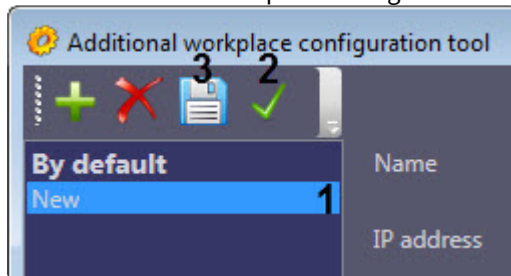 Additional workplace configuration tool
3 2
By default
Name
New 1
IP address